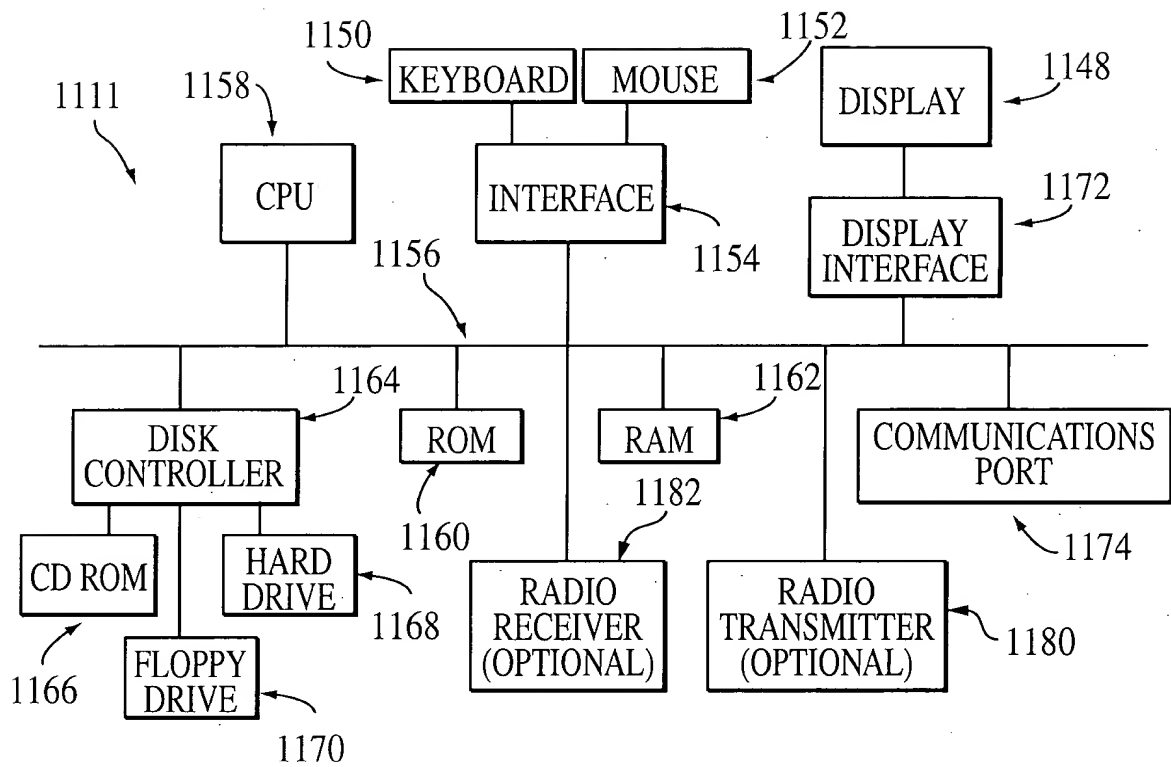 1150
1152
KEYBOARD
MOUSE
1148
1158
DISPLAY
1111
CPU
INTERFACE
1172
1154
DISPLAY
INTERFACE
1156
1164
1162
DISK
CONTROLLER
ROM
RAM
COMMUNICATIONS
PORT
1160
1182
1174
CD ROM
HARD
DRIVE
1168
RADIO
RECEIVER
(OPTIONAL)
RADIO
TRANSMITTER
(OPTIONAL)
1180
1166
FLOPPY
DRIVE
1170